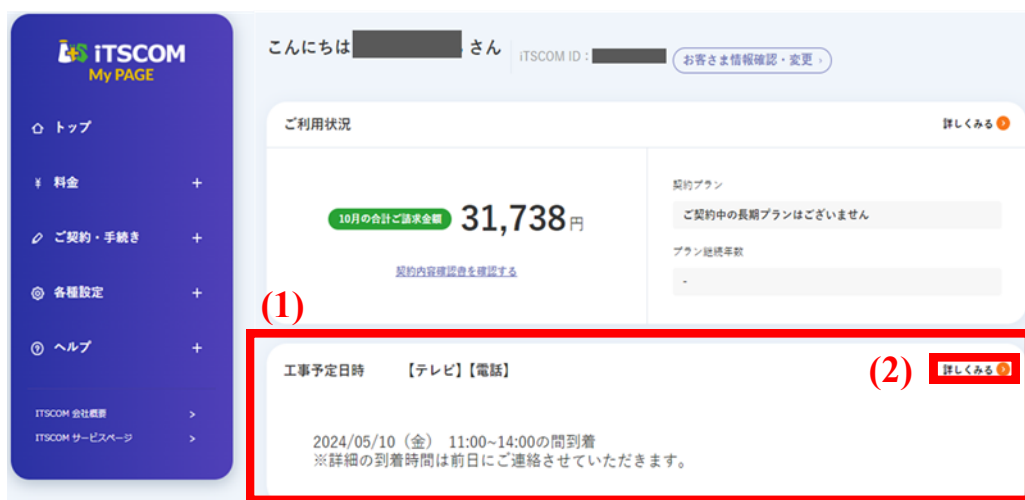 iTSCOM
My PAGE
トップ
¥ 料金 +
ご契約・手続き +
各種設定 +
ヘルプ +
ITSCOM 会社概要 >
ITSCOM サービスページ >
こんにちは さん
iTSCOM ID：
お客さま情報確認・変更 ›
ご利用状況
詳しくみる
10月の合計ご請求金額 31,738円
契約内容確認書を確認する
契約プラン
ご契約中の長期プランはございません
プラン継続年数
-
(1)
工事予定日時 【テレビ】【電話】
(2)
詳しくみる
2024/05/10（金） 11:00~14:00の間到着
※詳細の到着時間は前日にご連絡させていただきます。